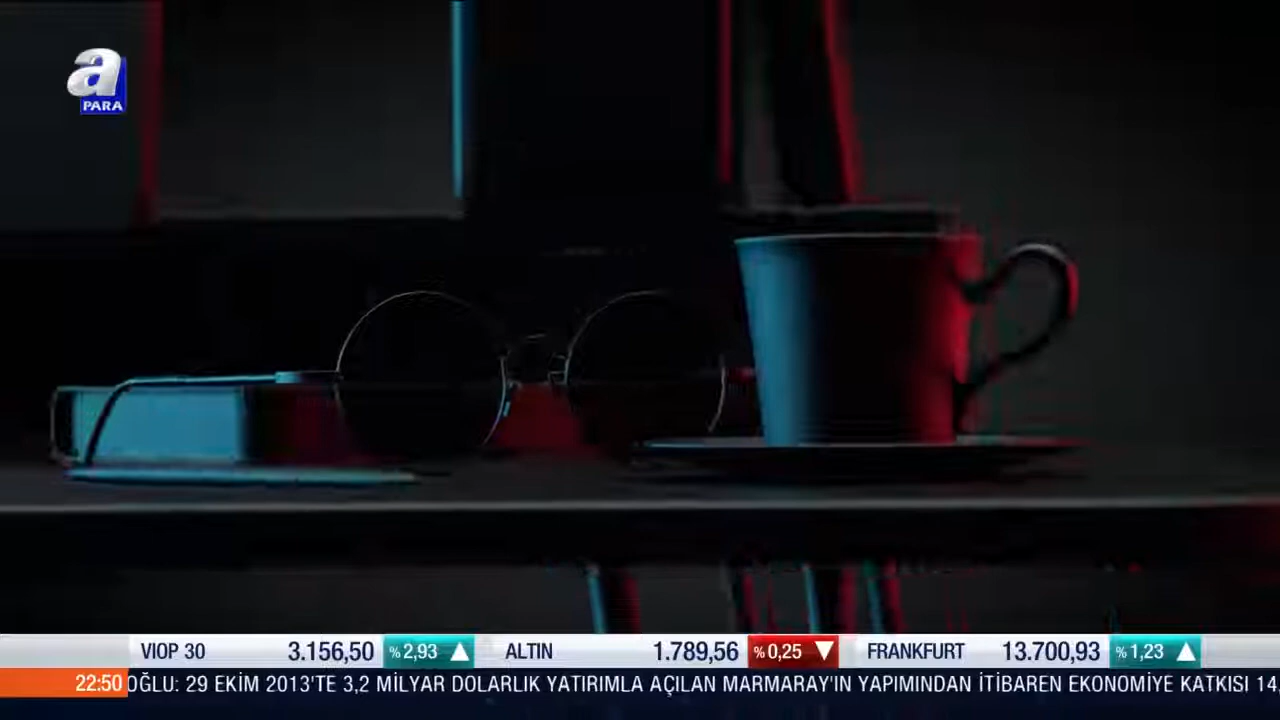 a
PARA
VIOP 30 3.156,50 %2,93 ALTIN 1.789,56 %0,25 FRANKFURT 13.700,93 %1,23
22:50 OĞLU: 29 EKİM 2013'TE 3,2 MİLYAR DOLARLIK YATIRIMLA AÇILAN MARMARAY'IN YAPIMINDAN İTİBAREN EKONOMİYE KATKISI 14,